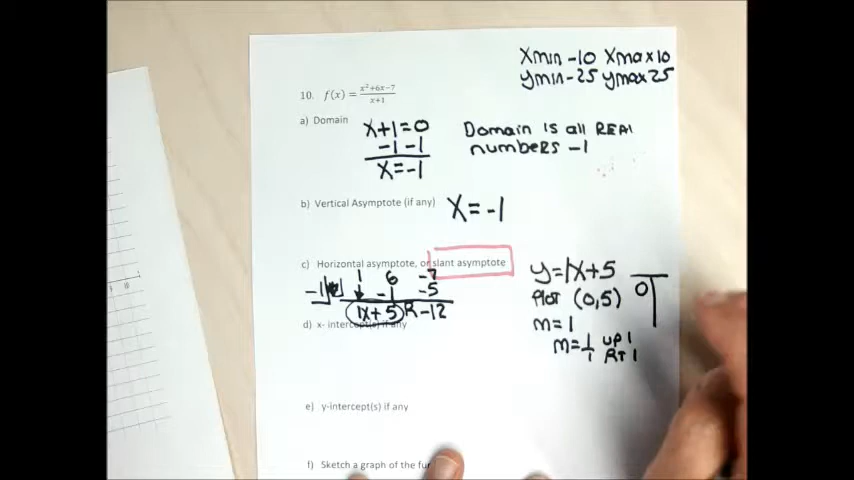 Xmin -10 Xmax 10
ymin -25 ymax 25
10. f(x) = x²+6x-7 / x+1
a) Domain
x+1=0
-1 -1
x=-1
Domain is all REAL
numbers -1
b) Vertical Asymptote (if any)
X=-1
c) Horizontal asymptote, or slant asymptote
-1 1 6 -7
-1 -5
1x+5 R -12
y=1x+5
Plot (0,5)
m=1
m=1/1 up 1
RT 1
0
d) x- intercept(s) if any
e) y-intercept(s) if any
f) Sketch a graph of the fur